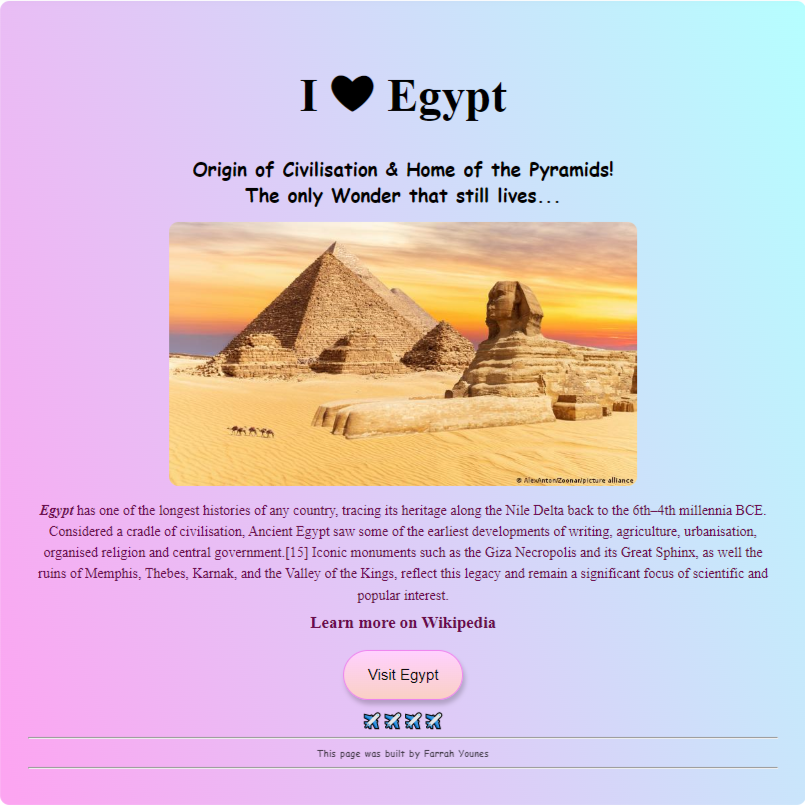 I 🖤 Egypt
Origin of Civilisation & Home of the Pyramids!
The only Wonder that still lives...
© AlexAnton/Zoonar/picture alliance
Egypt has one of the longest histories of any country, tracing its heritage along the Nile Delta back to the 6th–4th millennia BCE.
Considered a cradle of civilisation, Ancient Egypt saw some of the earliest developments of writing, agriculture, urbanisation,
organised religion and central government.[15] Iconic monuments such as the Giza Necropolis and its Great Sphinx, as well the
ruins of Memphis, Thebes, Karnak, and the Valley of the Kings, reflect this legacy and remain a significant focus of scientific and
popular interest.
Learn more on Wikipedia
Visit Egypt
This page was built by Farrah Younes